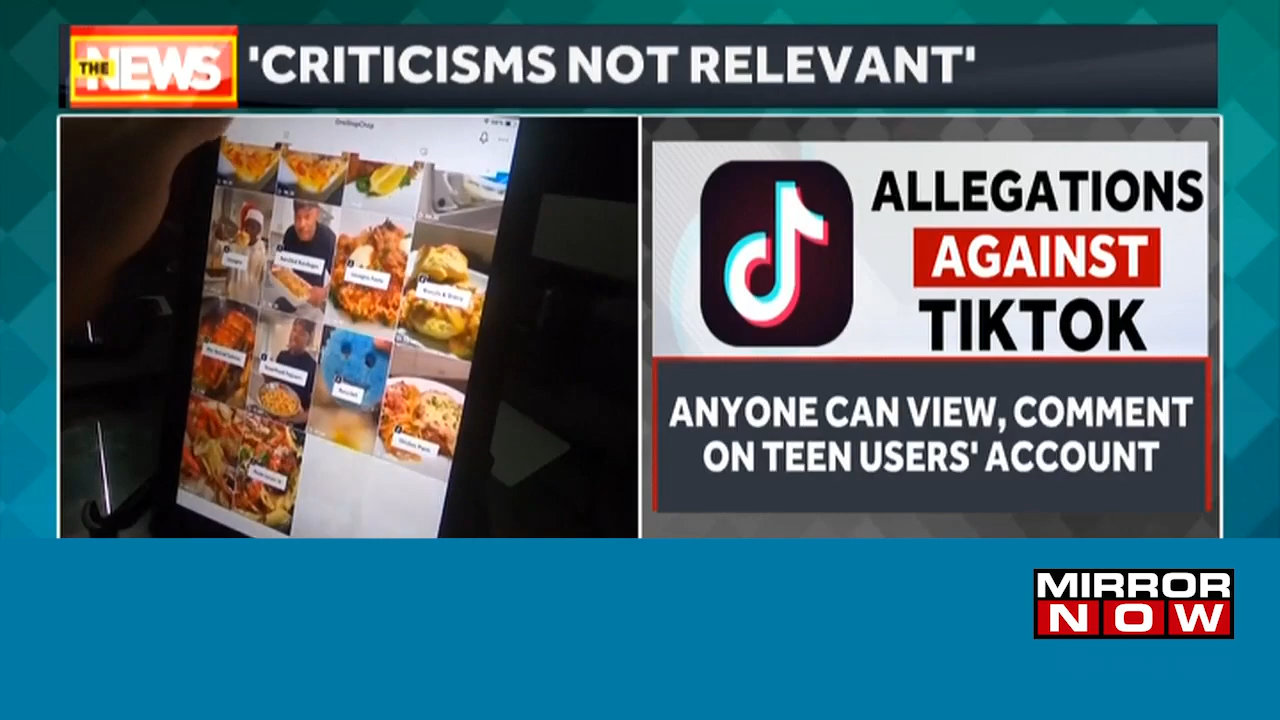 THE NEWS 'CRITICISMS NOT RELEVANT'
ALLEGATIONS
AGAINST
TIKTOK
ANYONE CAN VIEW, COMMENT
ON TEEN USERS' ACCOUNT
MIRROR
NOW